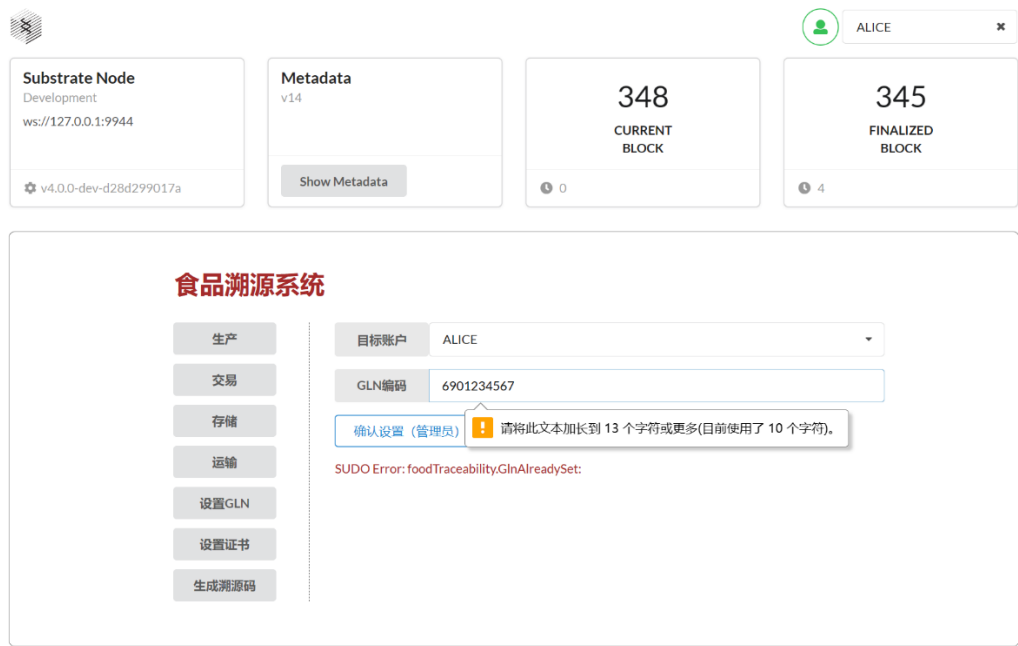 ALICE
Substrate Node
Development
ws://127.0.0.1:9944
v4.0.0-dev-d28d299017a
Metadata
v14
Show Metadata
348
CURRENT
BLOCK
0
345
FINALIZED
BLOCK
4
食品溯源系统
生产
交易
存储
运输
设置GLN
设置证书
生成溯源码
目标账户 ALICE
GLN编码 6901234567
确认设置（管理员）
请将此文本加长到 13 个字符或更多(目前使用了 10 个字符)。
SUDO Error: foodTraceability.GlnAlreadySet: